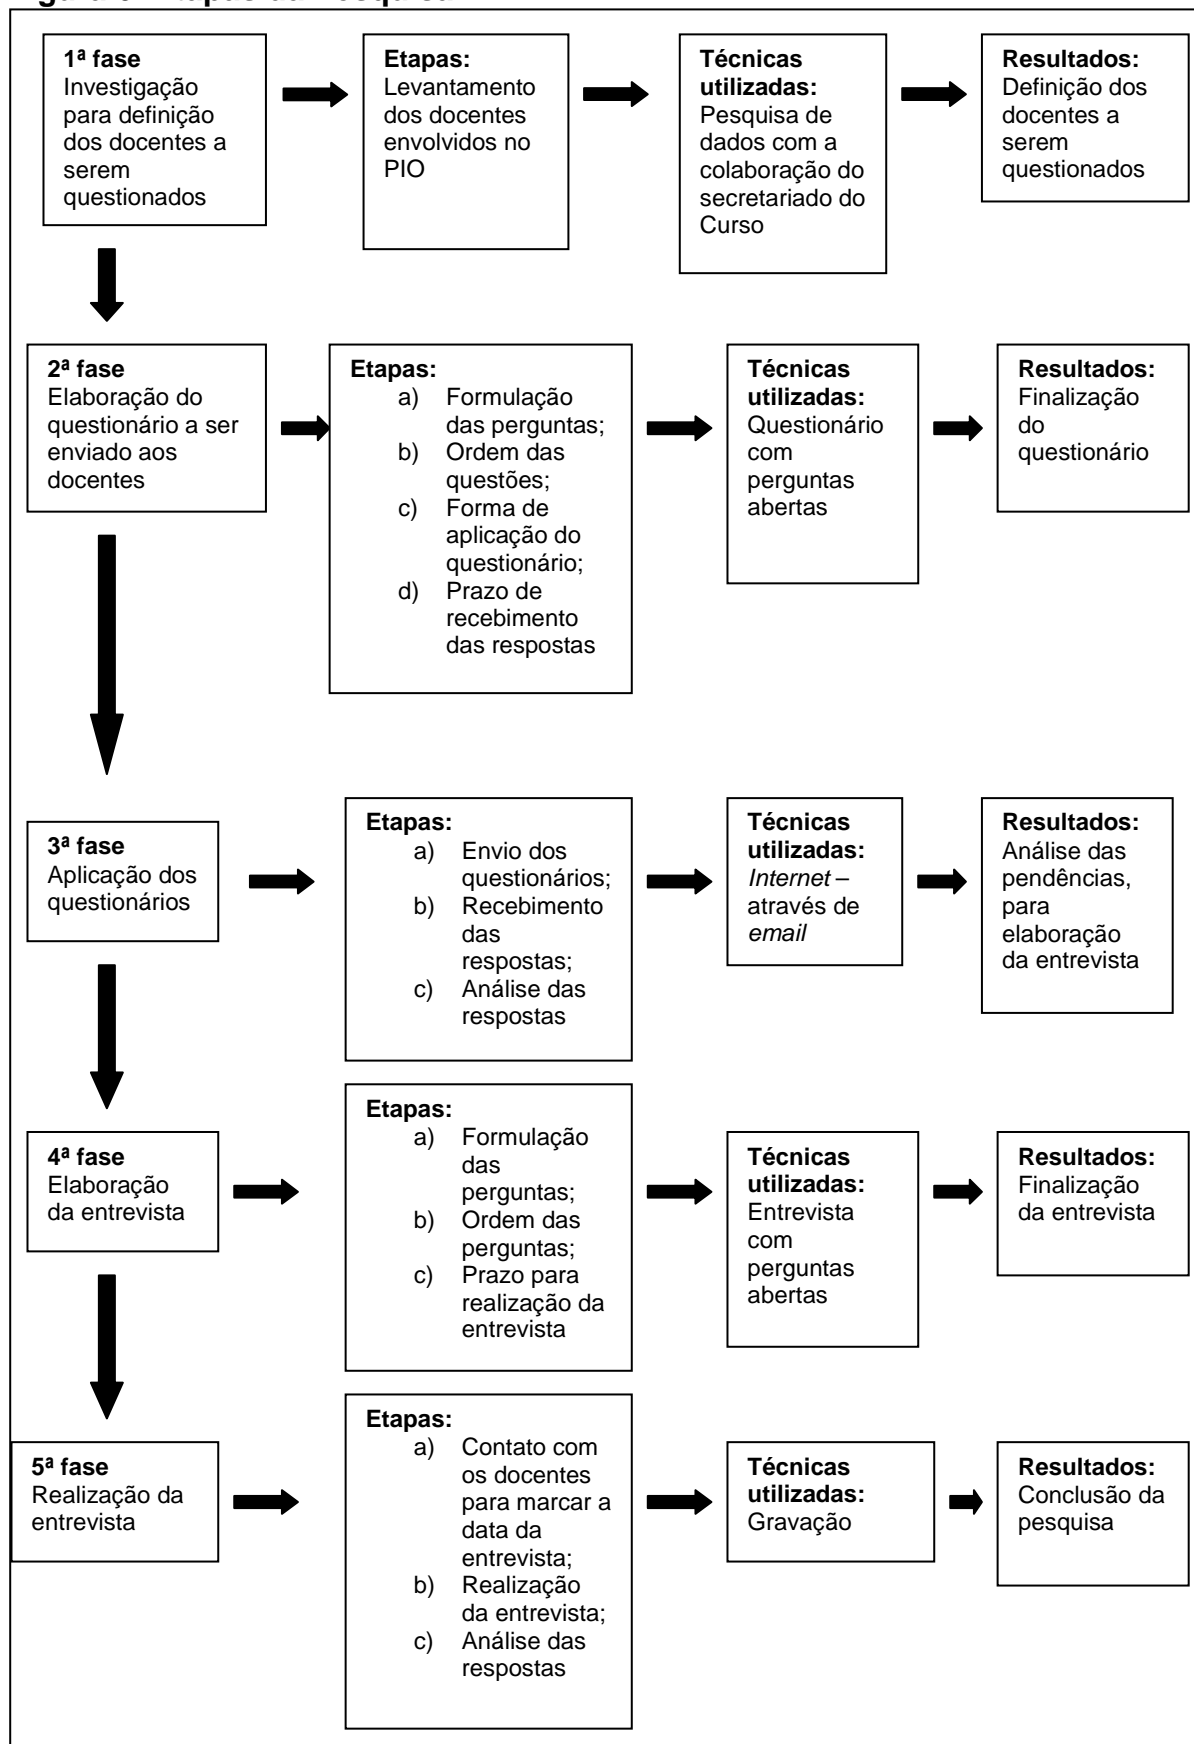 1ª fase
Investigação
para definição
dos docentes a
serem
questionados
Etapas:
Levantamento
dos docentes
envolvidos no
PIO
Técnicas
utilizadas:
Pesquisa de
dados com a
colaboração do
secretariado do
Curso
Resultados:
Definição dos
docentes a
serem
questionados
2ª fase
Elaboração do
questionário a ser
enviado aos
docentes
Etapas:
a) Formulação
das perguntas;
b) Ordem das
questões;
c) Forma de
aplicação do
questionário;
d) Prazo de
recebimento
das respostas
Técnicas
utilizadas:
Questionário
com
perguntas
abertas
Resultados:
Finalização
do
questionário
3ª fase
Aplicação dos
questionários
Etapas:
a) Envio dos
questionários;
b) Recebimento
das
respostas;
c) Análise das
respostas
Técnicas
utilizadas:
Internet –
através de
email
Resultados:
Análise das
pendências,
para
elaboração
da entrevista
4ª fase
Elaboração
da entrevista
Etapas:
a) Formulação
das
perguntas;
b) Ordem das
perguntas;
c) Prazo para
realização da
entrevista
Técnicas
utilizadas:
Entrevista
com
perguntas
abertas
Resultados:
Finalização
da entrevista
5ª fase
Realização da
entrevista
Etapas:
a) Contato com
os docentes
para marcar a
data da
entrevista;
b) Realização
da entrevista;
c) Análise das
respostas
Técnicas
utilizadas:
Gravação
Resultados:
Conclusão da
pesquisa